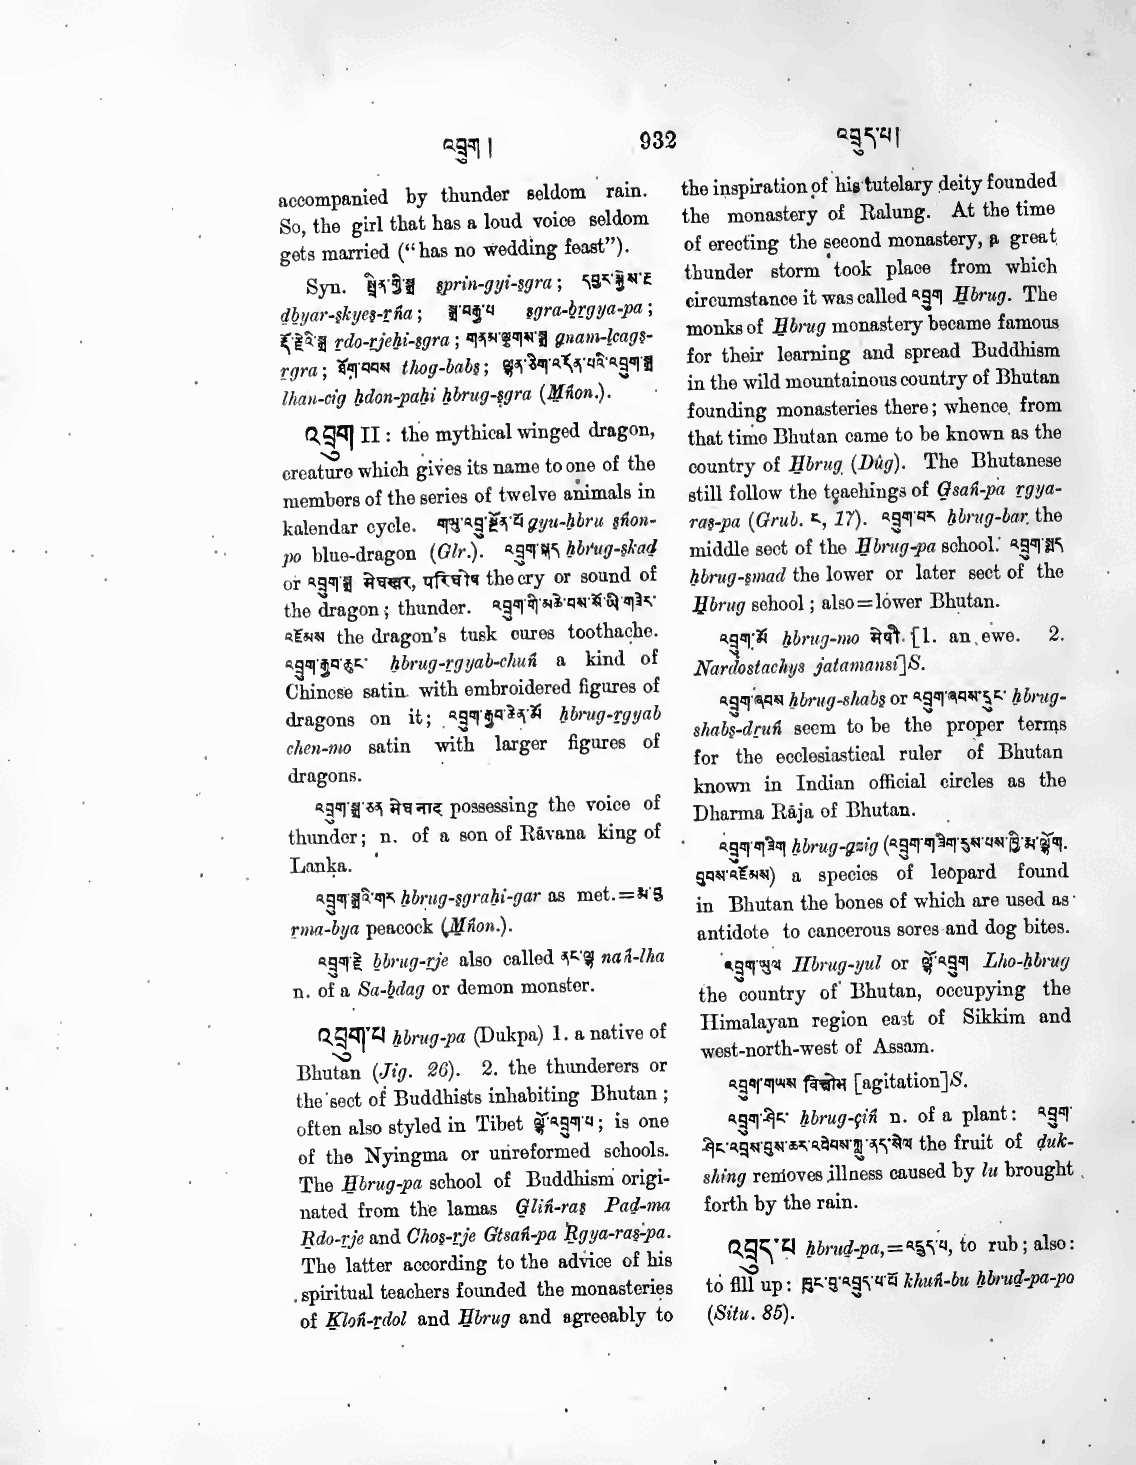 འབྲུག །
932
འབྲུད་པ།
accompanied by thunder seldom rain.
So, the girl that has a loud voice seldom
gets married (“has no wedding feast”).
Syn. སྤྲིན་གྱི་སྒྲ sprin-gyi-sgra; དབྱར་སྐྱེས་རྔ
dbyar-skyes-rña; སྒྲ་བརྒྱ་པ sgra-brgya-pa;
རྡོ་རྗེའི་སྒྲ rdo-rjeḥi-sgra; གནམ་ལྕགས་སྒྲ gnam-lcags-
rgra; ཐོག་བབས thog-babs; ལྷན་ཅིག་འདོན་པའི་འབྲུག་སྒྲ
lhan-cig ḥdon-paḥi ḥbrug-sgra (Mñon.).
འབྲུག II: the mythical winged dragon,
creature which gives its name to one of the
members of the series of twelve animals in
kalendar cycle. གཡུ་འབྲུ་སྔོན་པོ gyu-ḥbru sñon-
po blue-dragon (Glr.). འབྲུག་སྐད ḥbrug-skad
or འབྲུག་སྒྲ मेघस्वर, परिघोष the cry or sound of
the dragon; thunder. འབྲུག་གི་མཆེ་བས་སོ་ཡི་གཟེར་
འཇོམས the dragon’s tusk cures toothache.
འབྲུག་རྒྱབ་ཆུང་ ḥbrug-rgyab-chuñ a kind of
Chinese satin with embroidered figures of
dragons on it; འབྲུག་རྒྱབ་ཆེན་མོ ḥbrug-rgyab
chen-mo satin with larger figures of
dragons.
འབྲུག་སྒྲ་ཅན མेघनाद possessing the voice of
thunder; n. of a son of Râvana king of
Lanka.
འབྲུག་སྒྲའི་གར ḥbrug-sgraḥi-gar as met.=རྨ་བྱ
rma-bya peacock (Mñon.).
འབྲུག་རྗེ ḥbrug-rje also called ནང་ལྷ nañ-lha
n. of a Sa-bdag or demon monster.
འབྲུག་པ ḥbrug-pa (Dukpa) 1. a native of
Bhutan (Jig. 26). 2. the thunderers or
the sect of Buddhists inhabiting Bhutan;
often also styled in Tibet ལྷོ་འབྲུག་པ; is one
of the Nyingma or unreformed schools.
The Ḥbrug-pa school of Buddhism origi-
nated from the lamas Gliñ-ras Pad-ma
Rdo-rje and Chos-rje Gtsañ-pa Rgya-ras-pa.
The latter according to the advice of his
spiritual teachers founded the monasteries
of Kloñ-rdol and Ḥbrug and agreeably to
the inspiration of his tutelary deity founded
the monastery of Ralung. At the time
of erecting the second monastery, a great
thunder storm took place from which
circumstance it was called འབྲུག Ḥbrug. The
monks of Ḥbrug monastery became famous
for their learning and spread Buddhism
in the wild mountainous country of Bhutan
founding monasteries there; whence from
that time Bhutan came to be known as the
country of Ḥbrug (Dûg). The Bhutanese
still follow the teachings of Gsañ-pa rgya-
ras-pa (Grub. ང, 17). འབྲུག་བར ḥbrug-bar the
middle sect of the Ḥbrug-pa school. འབྲུག་སྨད
ḥbrug-smad the lower or later sect of the
Ḥbrug school; also=lower Bhutan.
འབྲུག་མོ ḥbrug-mo मेषी [1. an ewe. 2.
Nardostachys jatamansi]S.
འབྲུག་ཞབས ḥbrug-shabs or འབྲུག་ཞབས་དྲུང་ ḥbrug-
shabs-druñ seem to be the proper terms
for the ecclesiastical ruler of Bhutan
known in Indian official circles as the
Dharma Râja of Bhutan.
འབྲུག་གཟིག ḥbrug-gzig
a species of leopard found
in Bhutan the bones of which are used as
antidote to cancerous sores and dog bites.
འབྲུག་ཡུལ Ḥbrug-yul or ལྷོ་འབྲུག Lho-ḥbrug
the country of Bhutan, occupying the
Himalayan region east of Sikkim and
west-north-west of Assam.
འབྲུག་གཡས विक्षोभ [agitation]S.
འབྲུག་ཤིང་ ḥbrug-çiñ n. of a plant: འབྲུག་
ཤིང་འབྲས་བུས་ཆར་འབེབས་ཀླུ་ནད་སེལ the fruit of duk-
shing removes illness caused by lu brought
forth by the rain.
འབྲུད་པ ḥbrud-pa,=འདྲུད་པ, to rub; also:
to fill up: ཁུང་བུ་འབྲུད་པ་པོ khuñ-bu ḥbrud-pa-po
(Situ. 85).